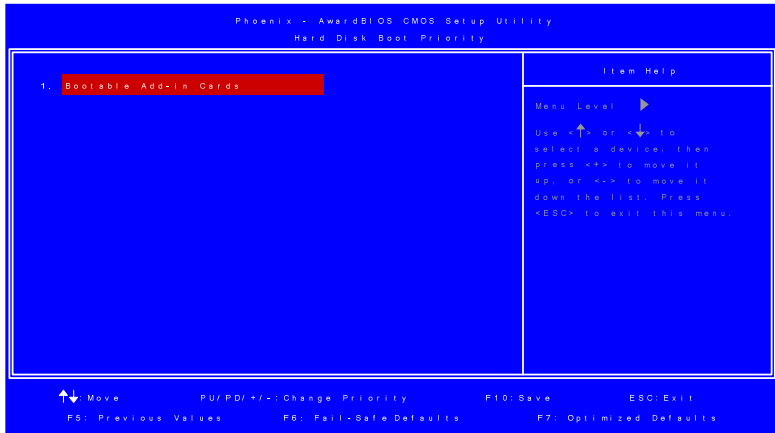 Phoenix - AwardBIOS CMOS Setup Utility
Hard Disk Boot Priority
1. Bootable Add-in Cards
Item Help
Menu Level
Use <↑> or <↓> to
select a device, then
press <+> to move it
up, or <-> to move it
down the list. Press
<ESC> to exit this menu.
↑↓:Move PU/PD/+/-:Change Priority F10:Save ESC:Exit
F5: Previous Values F6: Fail-Safe Defaults F7: Optimized Defaults